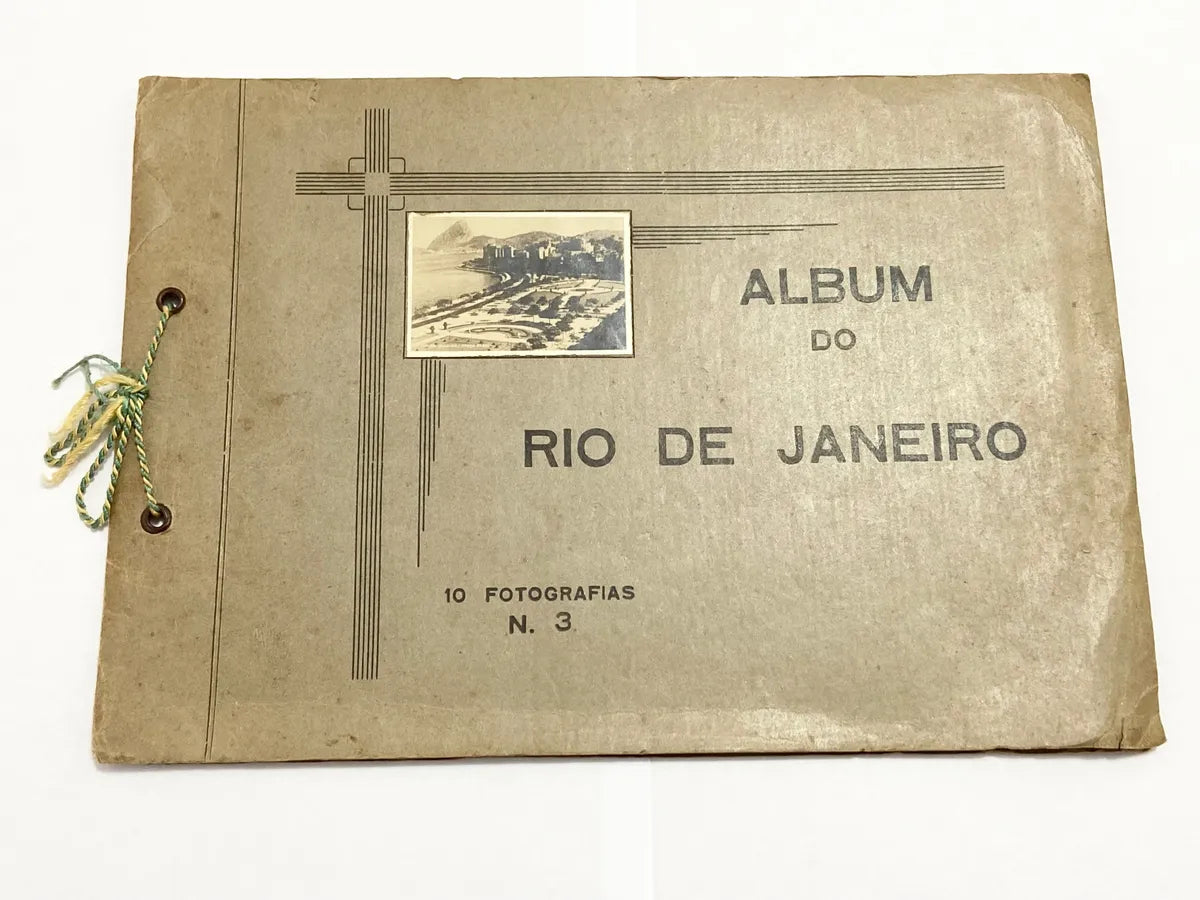 ALBUM
DO
RIO DE JANEIRO
10 FOTOGRAFIAS
N. 3